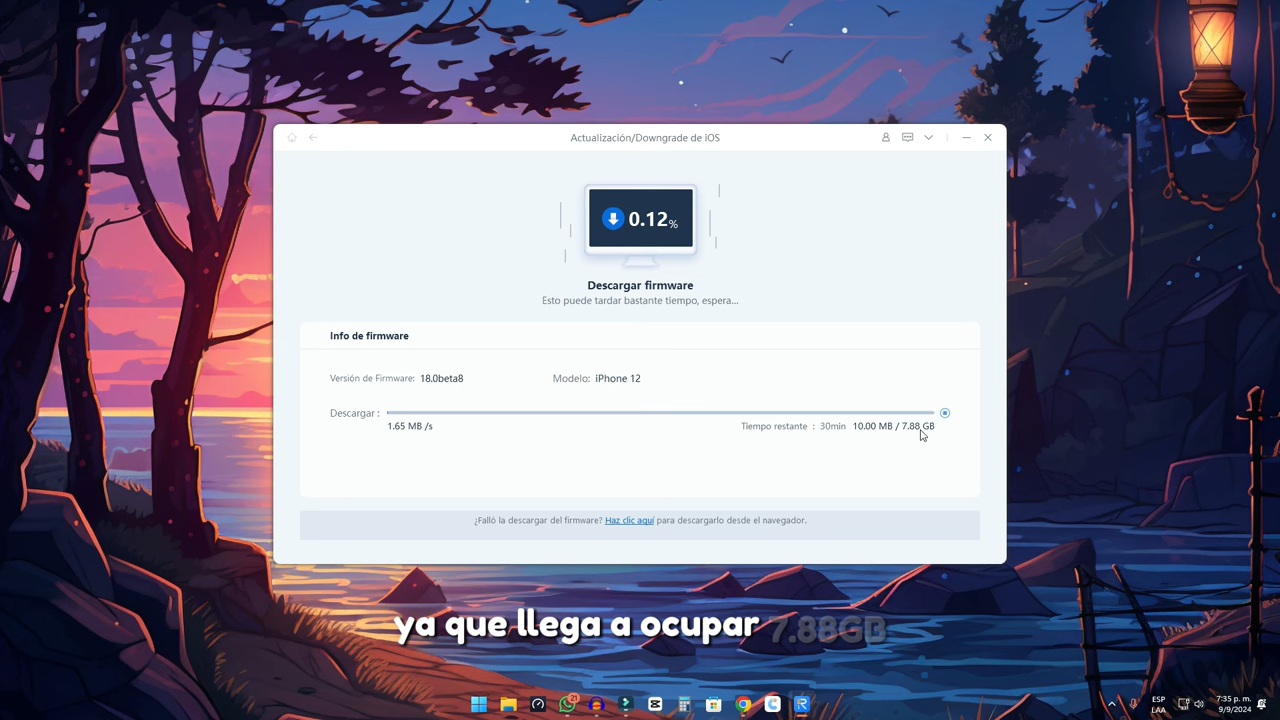 Actualización/Downgrade de iOS
0.12%
Descargar firmware
Esto puede tardar bastante tiempo, espera...
Info de firmware
Versión de Firmware: 18.0beta8 Modelo: iPhone 12
Descargar :
1.65 MB /s Tiempo restante : 30min 10.00 MB / 7.88 GB
¿Falló la descargar del firmware? Haz clic aquí para descargarlo desde el navegador.
ya que llega a ocupar 7.88GB
21
ESP
LAA
7:35 p. m.
9/9/2024